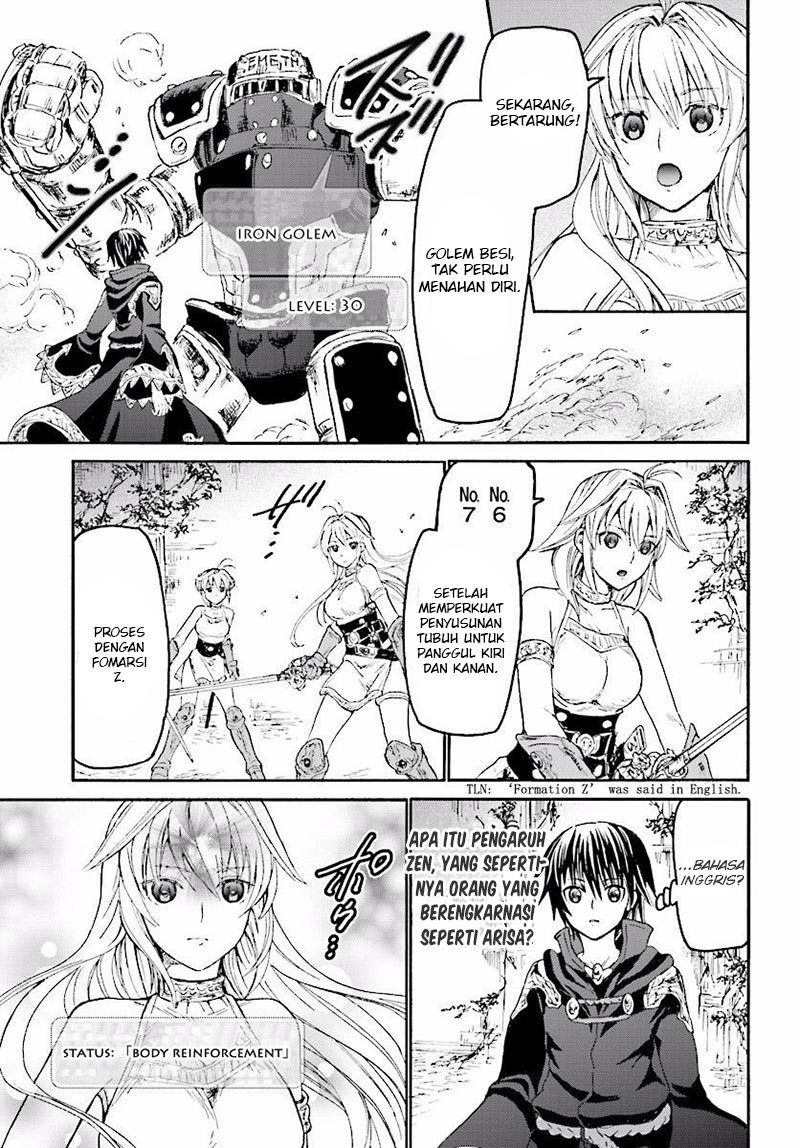 SEKARANG,
BERTARUNG!
GOLEM BESI,
TAK PERLU
MENAHAN DIRI.
EMETH
IRON GOLEM
LEVEL: 30
No. No.
7 6
SETELAH
MEMPERKUAT
PENYUSUNAN
TUBUH UNTUK
PANGGUL KIRI
DAN KANAN.
PROSES
DENGAN
FOMARSI
Z.
TLN: ‘Formation Z’ was said in English.
...BAHASA
INGGRIS?
APA ITU PENGARUH
ZEN, YANG SEPERTI-
NYA ORANG YANG
BERENGKARNASI
SEPERTI ARISA?
STATUS: 「BODY REINFORCEMENT」